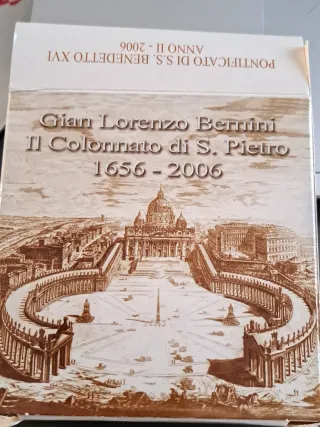 PONTIFICATO DI S.S. BENEDETTO XVI
ANNO II - 2006
Gian Lorenzo Bernini
Il Colonnato di S. Pietro
1656 - 2006